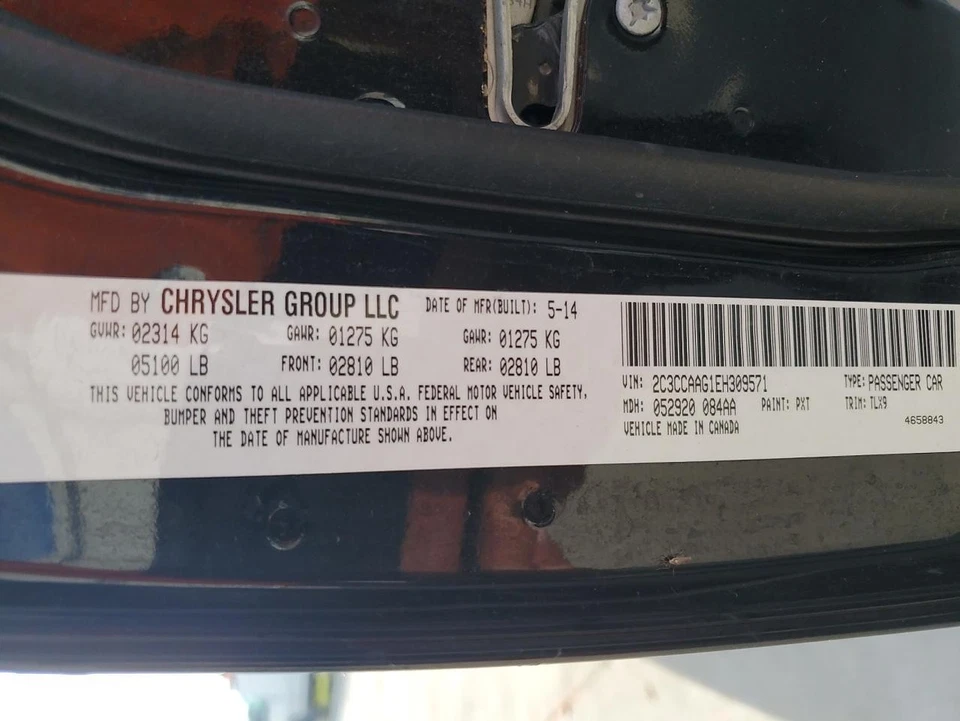 MFD BY CHRYSLER GROUP LLC DATE OF MFR(BUILT): 5-14
GVWR: 02314 KG GAWR: 01275 KG GAWR: 01275 KG
05100 LB FRONT: 02810 LB REAR: 02810 LB
THIS VEHICLE CONFORMS TO ALL APPLICABLE U.S.A. FEDERAL MOTOR VEHICLE SAFETY,
BUMPER AND THEFT PREVENTION STANDARDS IN EFFECT ON
THE DATE OF MANUFACTURE SHOWN ABOVE.
VIN: 2C3CCAAG1EH309571 TYPE: PASSENGER CAR
MDH: 052920 084AA PAINT: PXT TRIM: TLX9
VEHICLE MADE IN CANADA 4658843